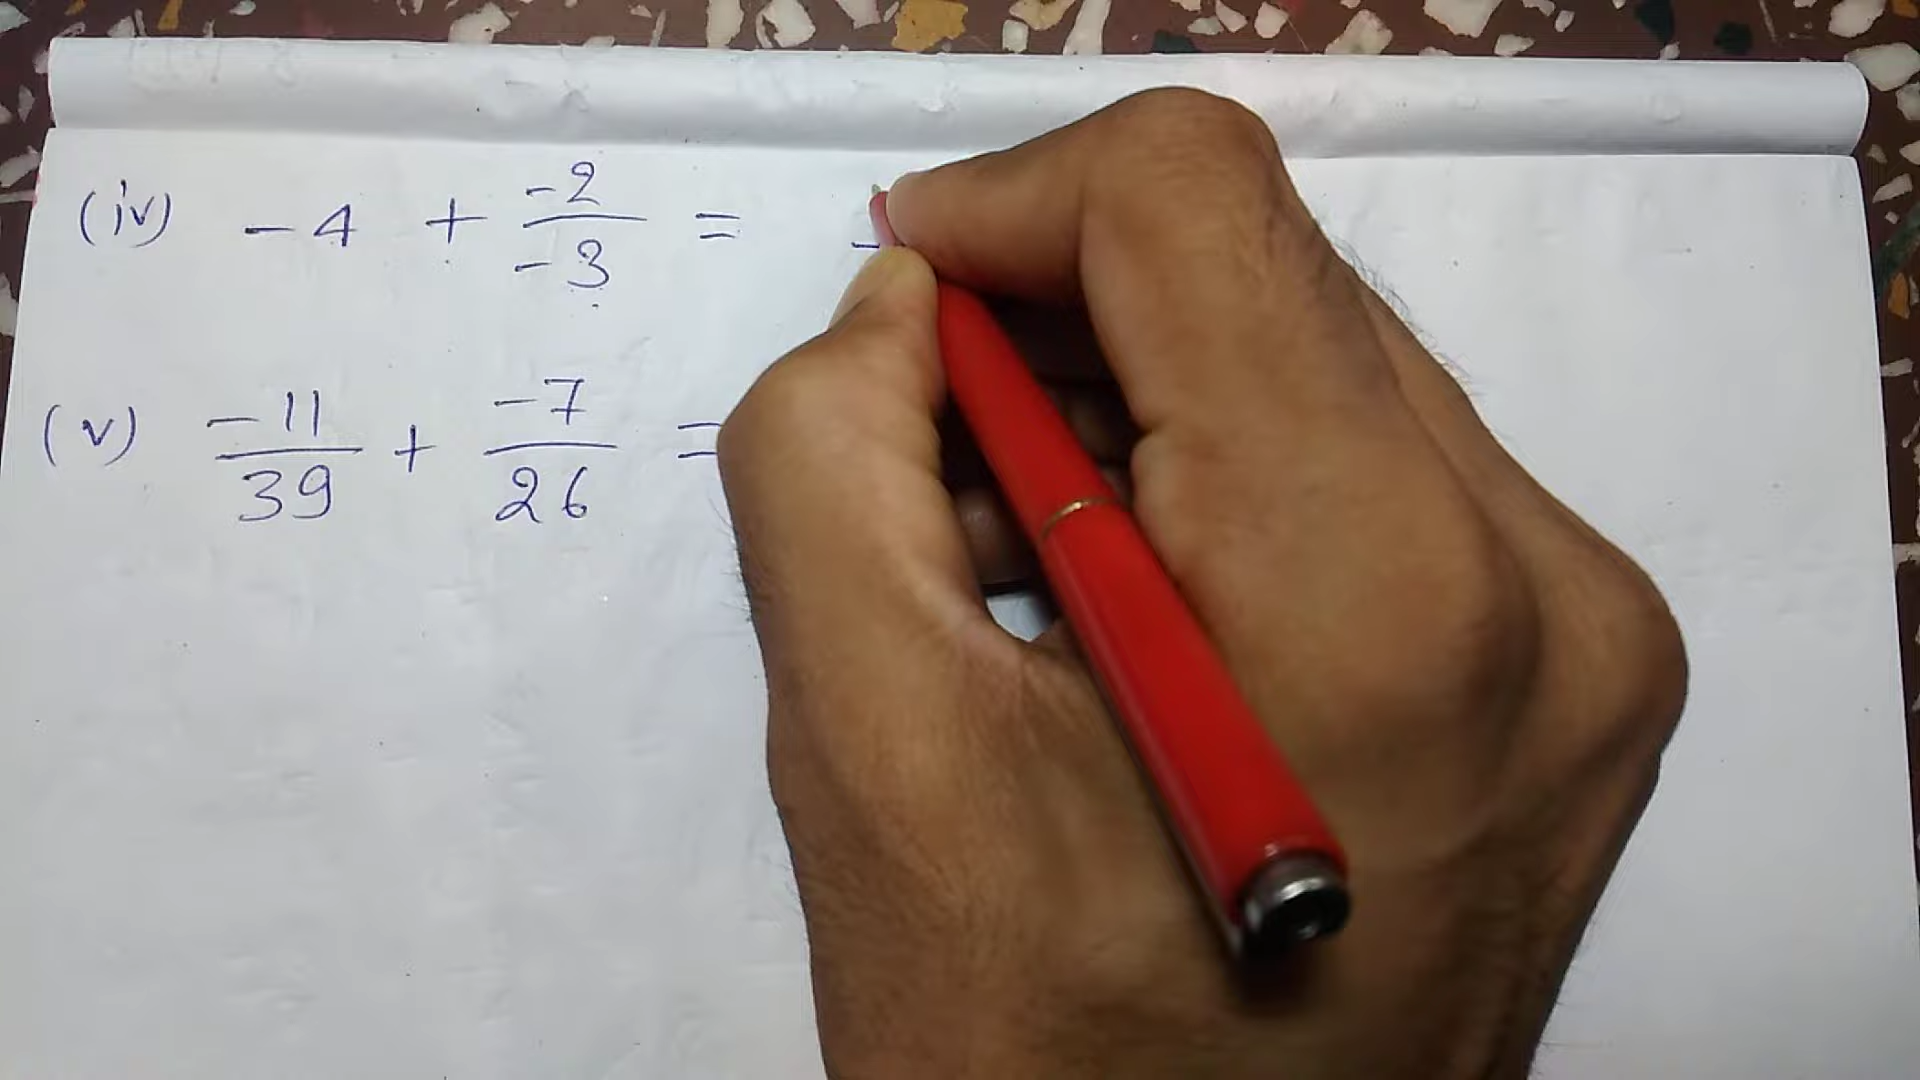 (iv) -4 + -2/-3 = -
(v) -11/39 + -7/26 =